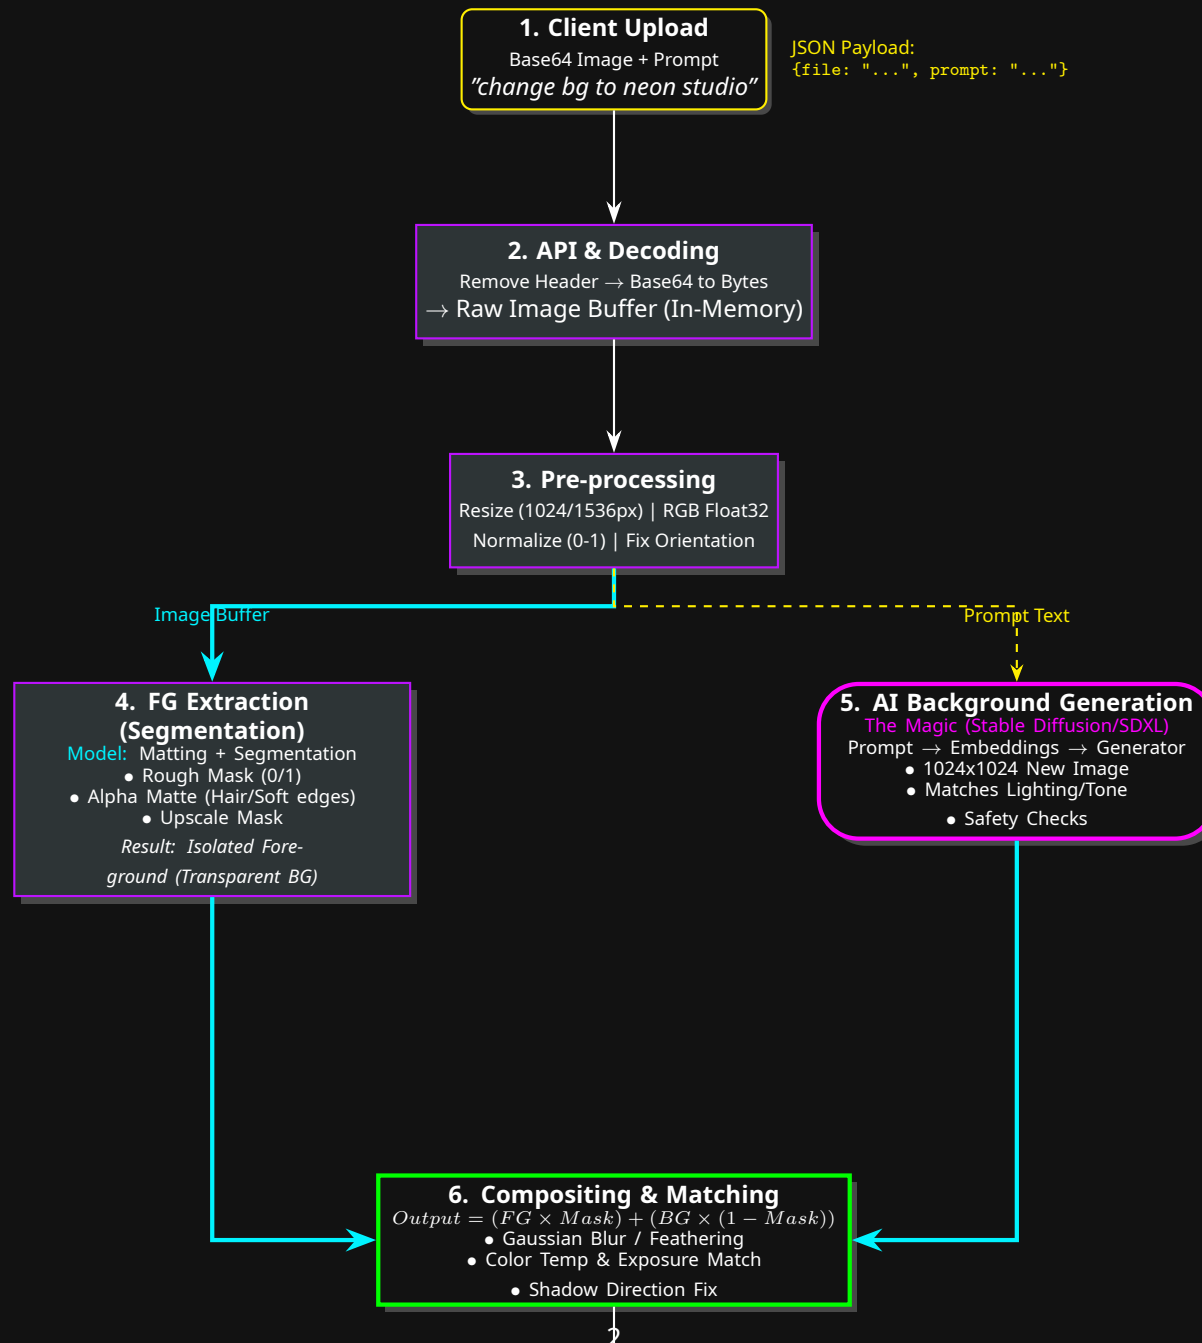 1. Client Upload
Base64 Image + Prompt
”change bg to neon studio”
JSON Payload:
{file: "...", prompt: "..."}
2. API & Decoding
Remove Header → Base64 to Bytes
→ Raw Image Buffer (In-Memory)
3. Pre-processing
Resize (1024/1536px) | RGB Float32
Normalize (0-1) | Fix Orientation
Image Buffer
Prompt Text
4. FG Extraction
(Segmentation)
Model: Matting + Segmentation
• Rough Mask (0/1)
• Alpha Matte (Hair/Soft edges)
• Upscale Mask
Result: Isolated Fore-
ground (Transparent BG)
5. AI Background Generation
The Magic (Stable Diffusion/SDXL)
Prompt → Embeddings → Generator
• 1024x1024 New Image
• Matches Lighting/Tone
• Safety Checks
6. Compositing & Matching
Output = (FG × Mask) + (BG × (1 − Mask))
• Gaussian Blur / Feathering
• Color Temp & Exposure Match
• Shadow Direction Fix
2